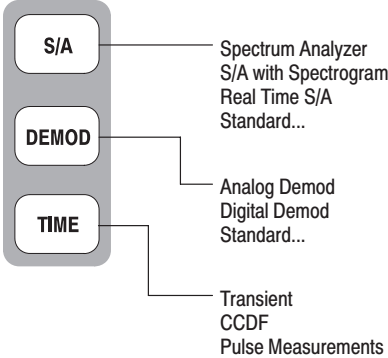 S/A
Spectrum Analyzer
S/A with Spectrogram
Real Time S/A
Standard...
DEMOD
Analog Demod
Digital Demod
Standard...
TIME
Transient
CCDF
Pulse Measurements